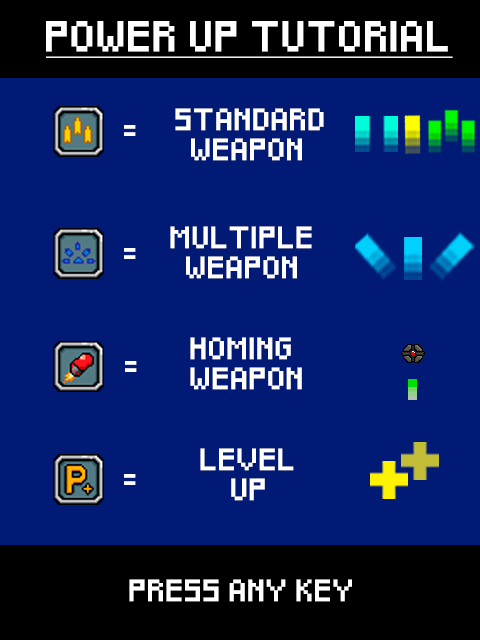 POWER UP TUTORIAL
= STANDARD
WEAPON
= MULTIPLE
WEAPON
= HOMING
WEAPON
P+ = LEVEL
UP
PRESS ANY KEY